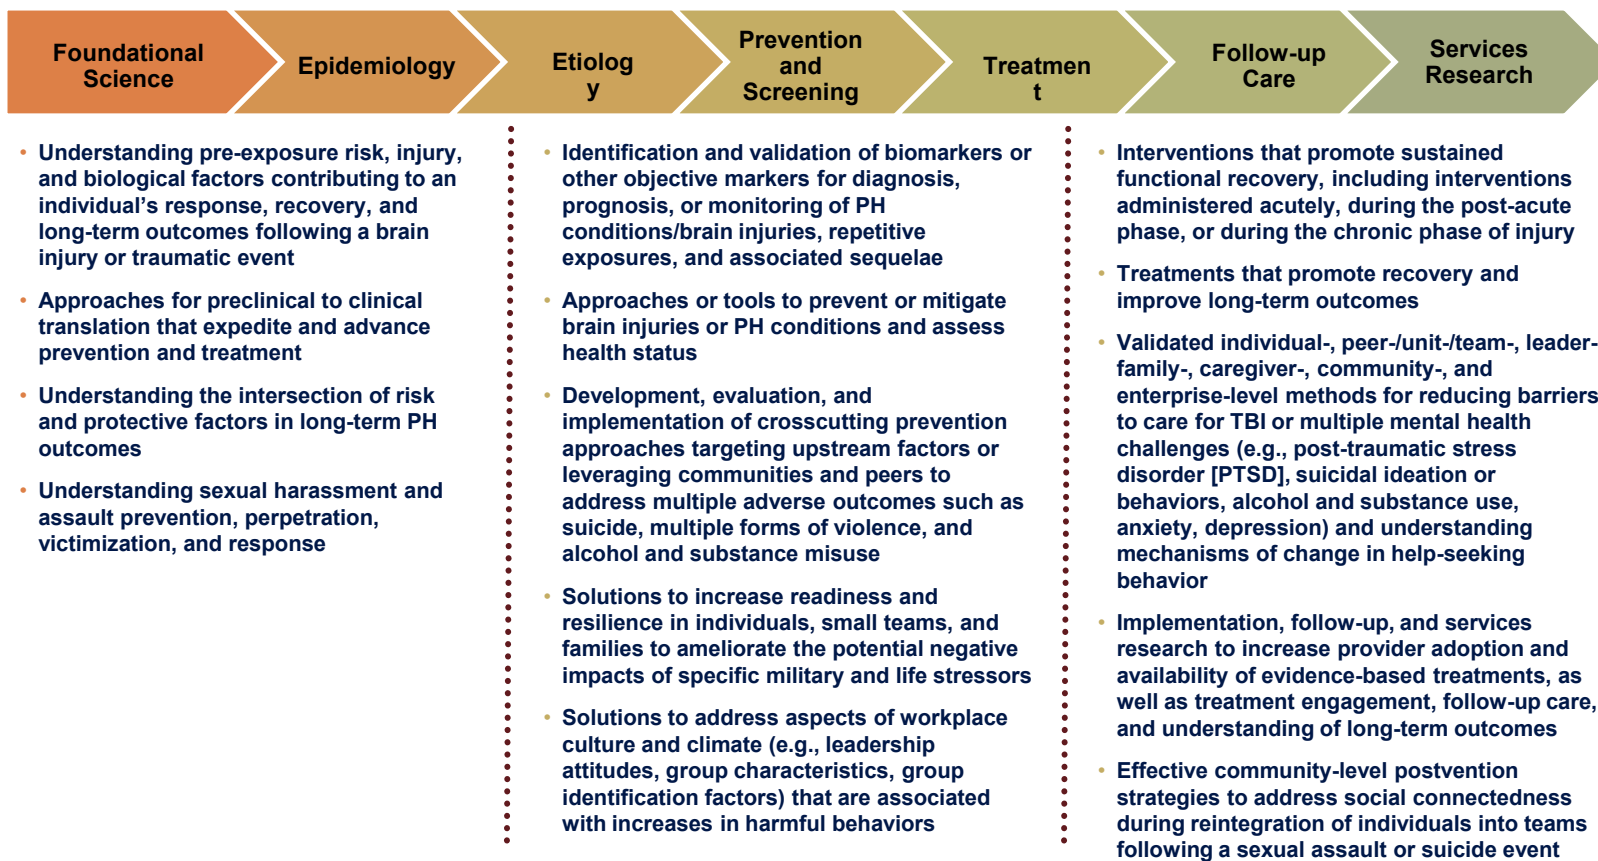 Foundational
Science
Epidemiology
Etiolog
y
Prevention
and
Screening
Treatmen
t
Follow-up
Care
Services
Research
• Understanding pre-exposure risk, injury,
and biological factors contributing to an
individual’s response, recovery, and
long-term outcomes following a brain
injury or traumatic event
• Approaches for preclinical to clinical
translation that expedite and advance
prevention and treatment
• Understanding the intersection of risk
and protective factors in long-term PH
outcomes
• Understanding sexual harassment and
assault prevention, perpetration,
victimization, and response
• Identification and validation of biomarkers or
other objective markers for diagnosis,
prognosis, or monitoring of PH
conditions/brain injuries, repetitive
exposures, and associated sequelae
• Approaches or tools to prevent or mitigate
brain injuries or PH conditions and assess
health status
• Development, evaluation, and
implementation of crosscutting prevention
approaches targeting upstream factors or
leveraging communities and peers to
address multiple adverse outcomes such as
suicide, multiple forms of violence, and
alcohol and substance misuse
• Solutions to increase readiness and
resilience in individuals, small teams, and
families to ameliorate the potential negative
impacts of specific military and life stressors
• Solutions to address aspects of workplace
culture and climate (e.g., leadership
attitudes, group characteristics, group
identification factors) that are associated
with increases in harmful behaviors
• Interventions that promote sustained
functional recovery, including interventions
administered acutely, during the post-acute
phase, or during the chronic phase of injury
• Treatments that promote recovery and
improve long-term outcomes
• Validated individual-, peer-/unit-/team-, leader-
family-, caregiver-, community-, and
enterprise-level methods for reducing barriers
to care for TBI or multiple mental health
challenges (e.g., post-traumatic stress
disorder [PTSD], suicidal ideation or
behaviors, alcohol and substance use,
anxiety, depression) and understanding
mechanisms of change in help-seeking
behavior
• Implementation, follow-up, and services
research to increase provider adoption and
availability of evidence-based treatments, as
well as treatment engagement, follow-up care,
and understanding of long-term outcomes
• Effective community-level postvention
strategies to address social connectedness
during reintegration of individuals into teams
following a sexual assault or suicide event